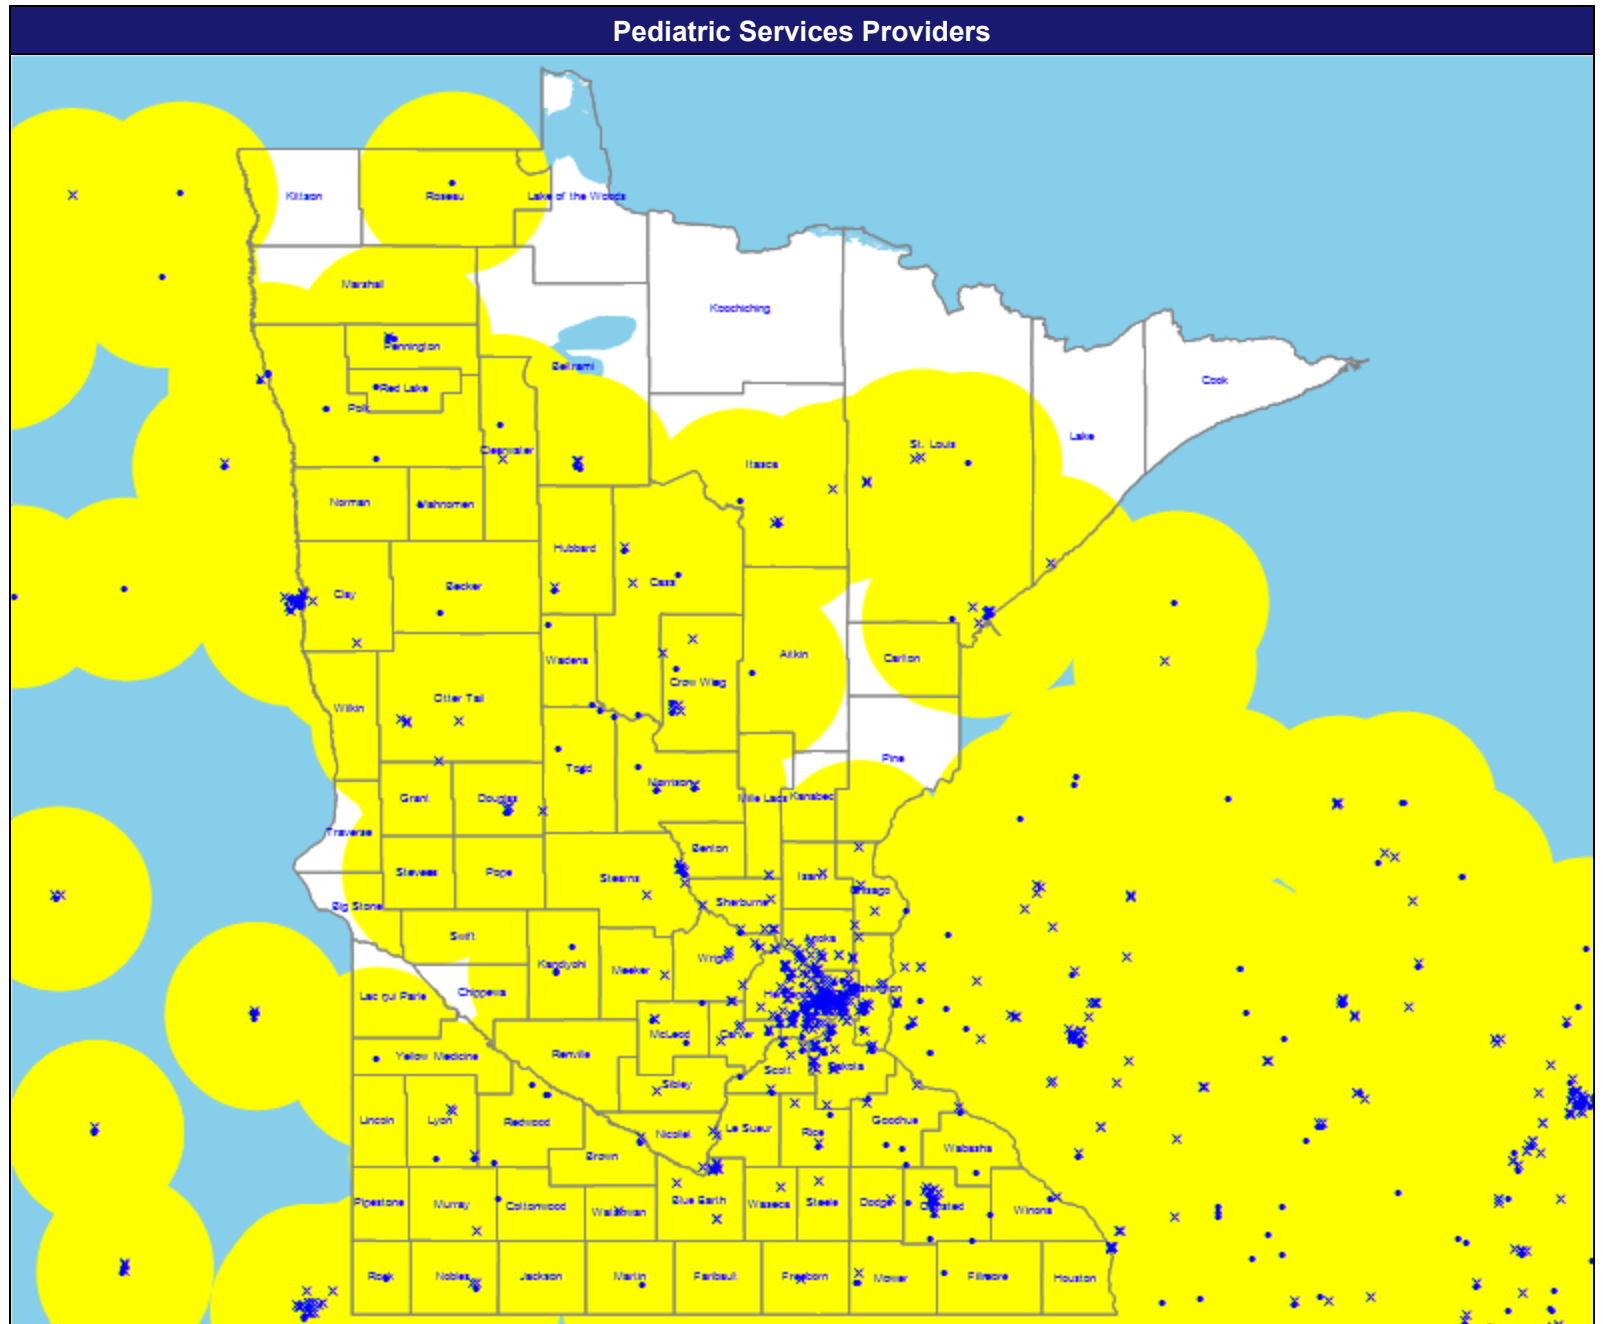 Pediatric Services Providers
Kittson
Roseau
Lake of the Woods
Marshall
Koochiching
Pennington
Beltrami
Red Lake
Cook
Polk
Lake
St. Louis
Clearwater
Itasca
Norman
Mahnomen
Hubbard
Cass
Becker
Clay
Aitkin
Carlton
Wadena
Crow Wing
Otter Tail
Wilkin
Pine
Todd
Morrison
Mille Lacs
Kanabec
Grant
Douglas
Traverse
Benton
Stevens
Pope
Stearns
Isanti
Chisago
Sherburne
Big Stone
Swift
Anoka
Wright
Kandiyohi
Meeker
Chippewa
Lac qui Parle
McLeod
Carver
Renville
Yellow Medicine
Scott
Dakota
Sibley
Lincoln
Lyon
Redwood
Nicollet
Le Sueur
Rice
Goodhue
Wabasha
Brown
Pipestone
Murray
Cottonwood
Watonwan
Blue Earth
Waseca
Steele
Dodge
Olmsted
Winona
Rock
Nobles
Jackson
Martin
Faribault
Freeborn
Mower
Fillmore
Houston